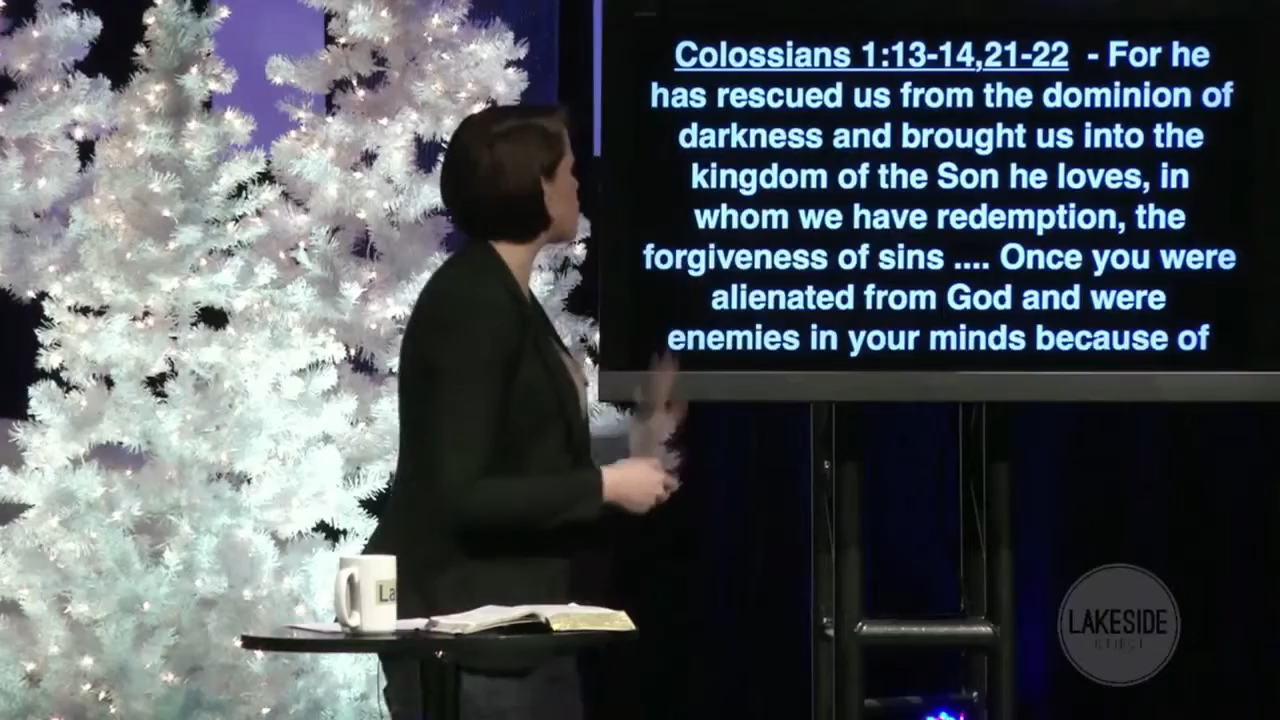 Colossians 1:13-14,21-22 - For he
has rescued us from the dominion of
darkness and brought us into the
kingdom of the Son he loves, in
whom we have redemption, the
forgiveness of sins .... Once you were
alienated from God and were
enemies in your minds because of
La
LAKESIDE